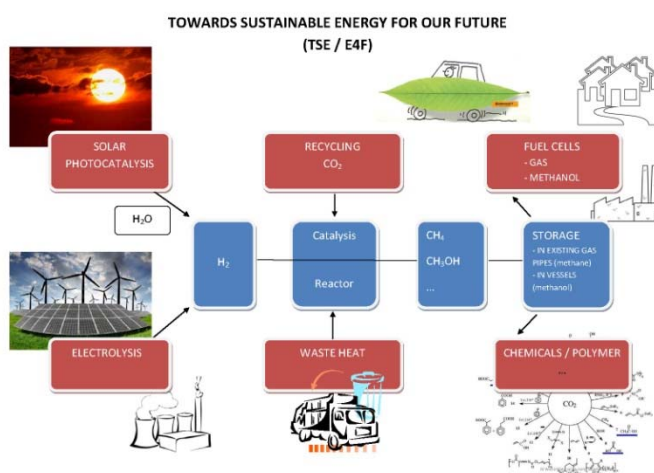 TOWARDS SUSTAINABLE ENERGY FOR OUR FUTURE
(TSE / E4F)
SOLAR
PHOTOCATALYSIS
RECYCLING
CO₂
FUEL CELLS
- GAS
- METHANOL
H₂O
H₂
Catalysis
Reactor
CH₄
CH₃OH
...
STORAGE
- IN EXISTING GAS
PIPES (methane)
- IN VESSELS
(methanol)
ELECTROLYSIS
WASTE HEAT
CHEMICALS / POLYMER
...
CO₂